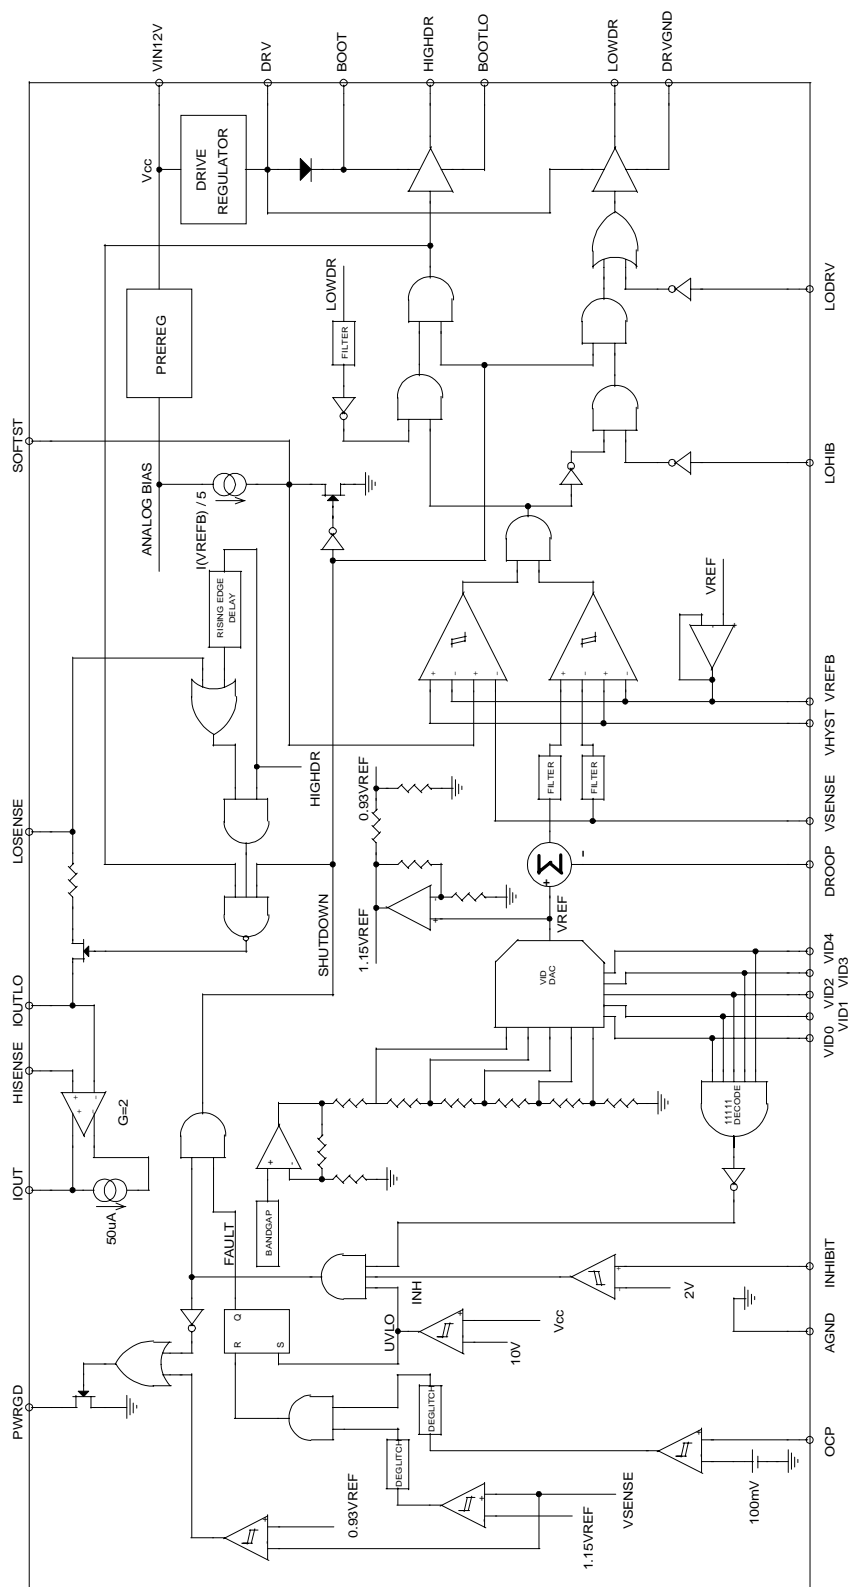 VIN12V
DRV
BOOT
HIGHDR
BOOTLO
LOWDR
DRVGND
Vcc
DRIVE
REGULATOR
LOWDR
FILTER
LODRV
PREREG
SOFTST
ANALOG BIAS
I(VREFB) / 5
LOHIB
RISING EDGE
DELAY
VREF
+
-
+
-
+
-
+
-
+
-
+
-
VREFB
VHYST
HIGHDR
FILTER
FILTER
0.93VREF
VSENSE
LOSENSE
Σ
+
-
DROOP
SHUTDOWN
1.15VREF
-
+
VREF
VID
DAC
VID4
VID3
VID2
VID1
VID0
IOUTLO
HISENSE
+
-
+
-
G=2
11111
DECODE
IOUT
50uA
FAULT
BANDGAP
+
-
INH
+
-
2V
INHIBIT
R
Q
S
UVLO
+
10V
Vcc
AGND
PWRGD
DEGLITCH
DEGLITCH
+
100mV
OCP
+
0.93VREF
+
1.15VREF
VSENSE